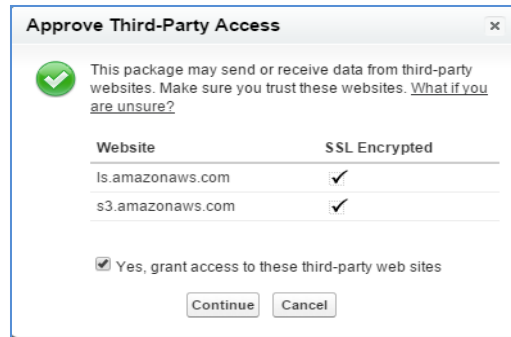 Approve Third-Party Access
This package may send or receive data from third-party
websites. Make sure you trust these websites. What if you
are unsure?
Website SSL Encrypted
ls.amazonaws.com
s3.amazonaws.com
Yes, grant access to these third-party web sites
Continue Cancel